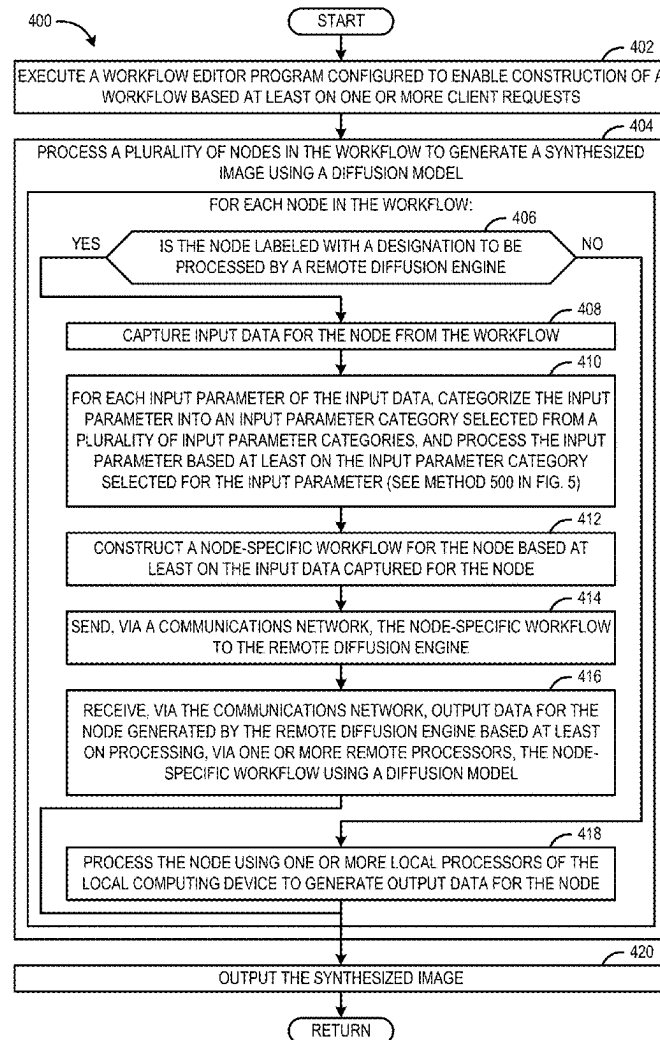 400
START
402
EXECUTE A WORKFLOW EDITOR PROGRAM CONFIGURED TO ENABLE CONSTRUCTION OF A
WORKFLOW BASED AT LEAST ON ONE OR MORE CLIENT REQUESTS
404
PROCESS A PLURALITY OF NODES IN THE WORKFLOW TO GENERATE A SYNTHESIZED
IMAGE USING A DIFFUSION MODEL
FOR EACH NODE IN THE WORKFLOW:
406
YES
IS THE NODE LABELED WITH A DESIGNATION TO BE
PROCESSED BY A REMOTE DIFFUSION ENGINE
NO
408
CAPTURE INPUT DATA FOR THE NODE FROM THE WORKFLOW
410
FOR EACH INPUT PARAMETER OF THE INPUT DATA, CATEGORIZE THE INPUT
PARAMETER INTO AN INPUT PARAMETER CATEGORY SELECTED FROM A
PLURALITY OF INPUT PARAMETER CATEGORIES, AND PROCESS THE INPUT
PARAMETER BASED AT LEAST ON THE INPUT PARAMETER CATEGORY
SELECTED FOR THE INPUT PARAMETER (SEE METHOD 500 IN FIG. 5)
412
CONSTRUCT A NODE-SPECIFIC WORKFLOW FOR THE NODE BASED AT
LEAST ON THE INPUT DATA CAPTURED FOR THE NODE
414
SEND, VIA A COMMUNICATIONS NETWORK, THE NODE-SPECIFIC WORKFLOW
TO THE REMOTE DIFFUSION ENGINE
416
RECEIVE, VIA THE COMMUNICATIONS NETWORK, OUTPUT DATA FOR THE
NODE GENERATED BY THE REMOTE DIFFUSION ENGINE BASED AT LEAST
ON PROCESSING, VIA ONE OR MORE REMOTE PROCESSORS, THE NODE-
SPECIFIC WORKFLOW USING A DIFFUSION MODEL
418
PROCESS THE NODE USING ONE OR MORE LOCAL PROCESSORS OF THE
LOCAL COMPUTING DEVICE TO GENERATE OUTPUT DATA FOR THE NODE
420
OUTPUT THE SYNTHESIZED IMAGE
RETURN